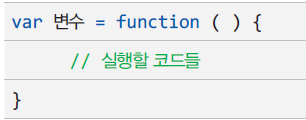 var 변수 = function ( ) {
// 실행할 코드들
}